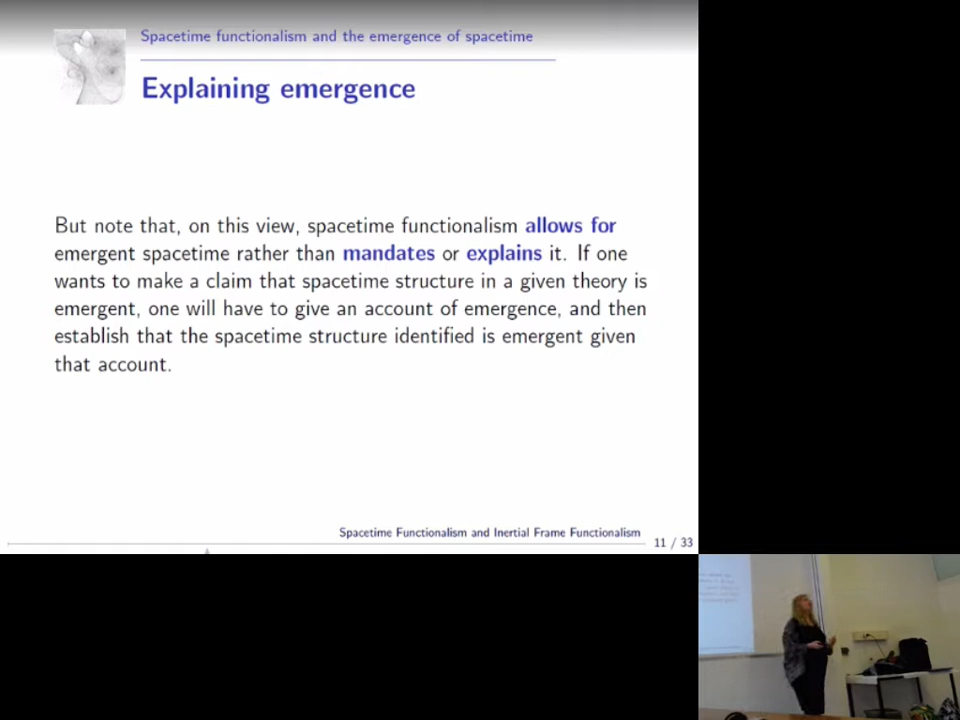 Spacetime functionalism and the emergence of spacetime
Explaining emergence
But note that, on this view, spacetime functionalism allows for
emergent spacetime rather than mandates or explains it. If one
wants to make a claim that spacetime structure in a given theory is
emergent, one will have to give an account of emergence, and then
establish that the spacetime structure identified is emergent given
that account.
Spacetime Functionalism and Inertial Frame Functionalism
11 / 33